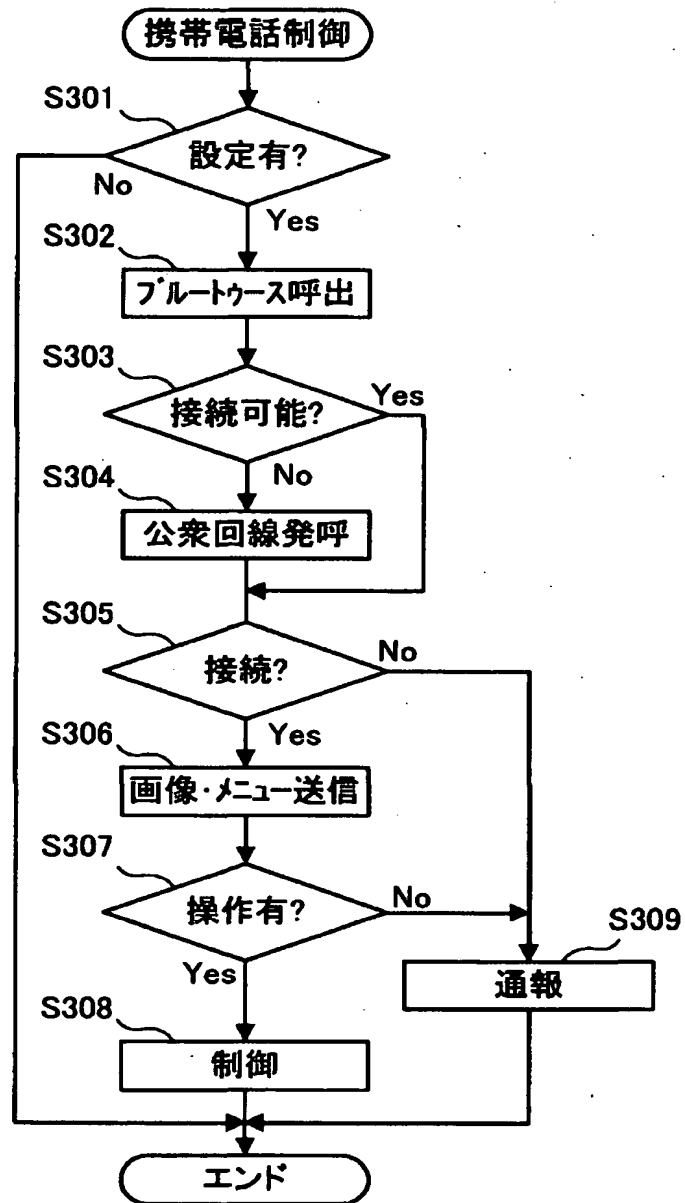 携帯電話制御
S301
設定有?
No
Yes
S302
ブルートゥース呼出
S303
接続可能?
Yes
No
S304
公衆回線発呼
S305
接続?
No
Yes
S306
画像・メニュー送信
S307
操作有?
No
Yes
S309
通報
S308
制御
エンド